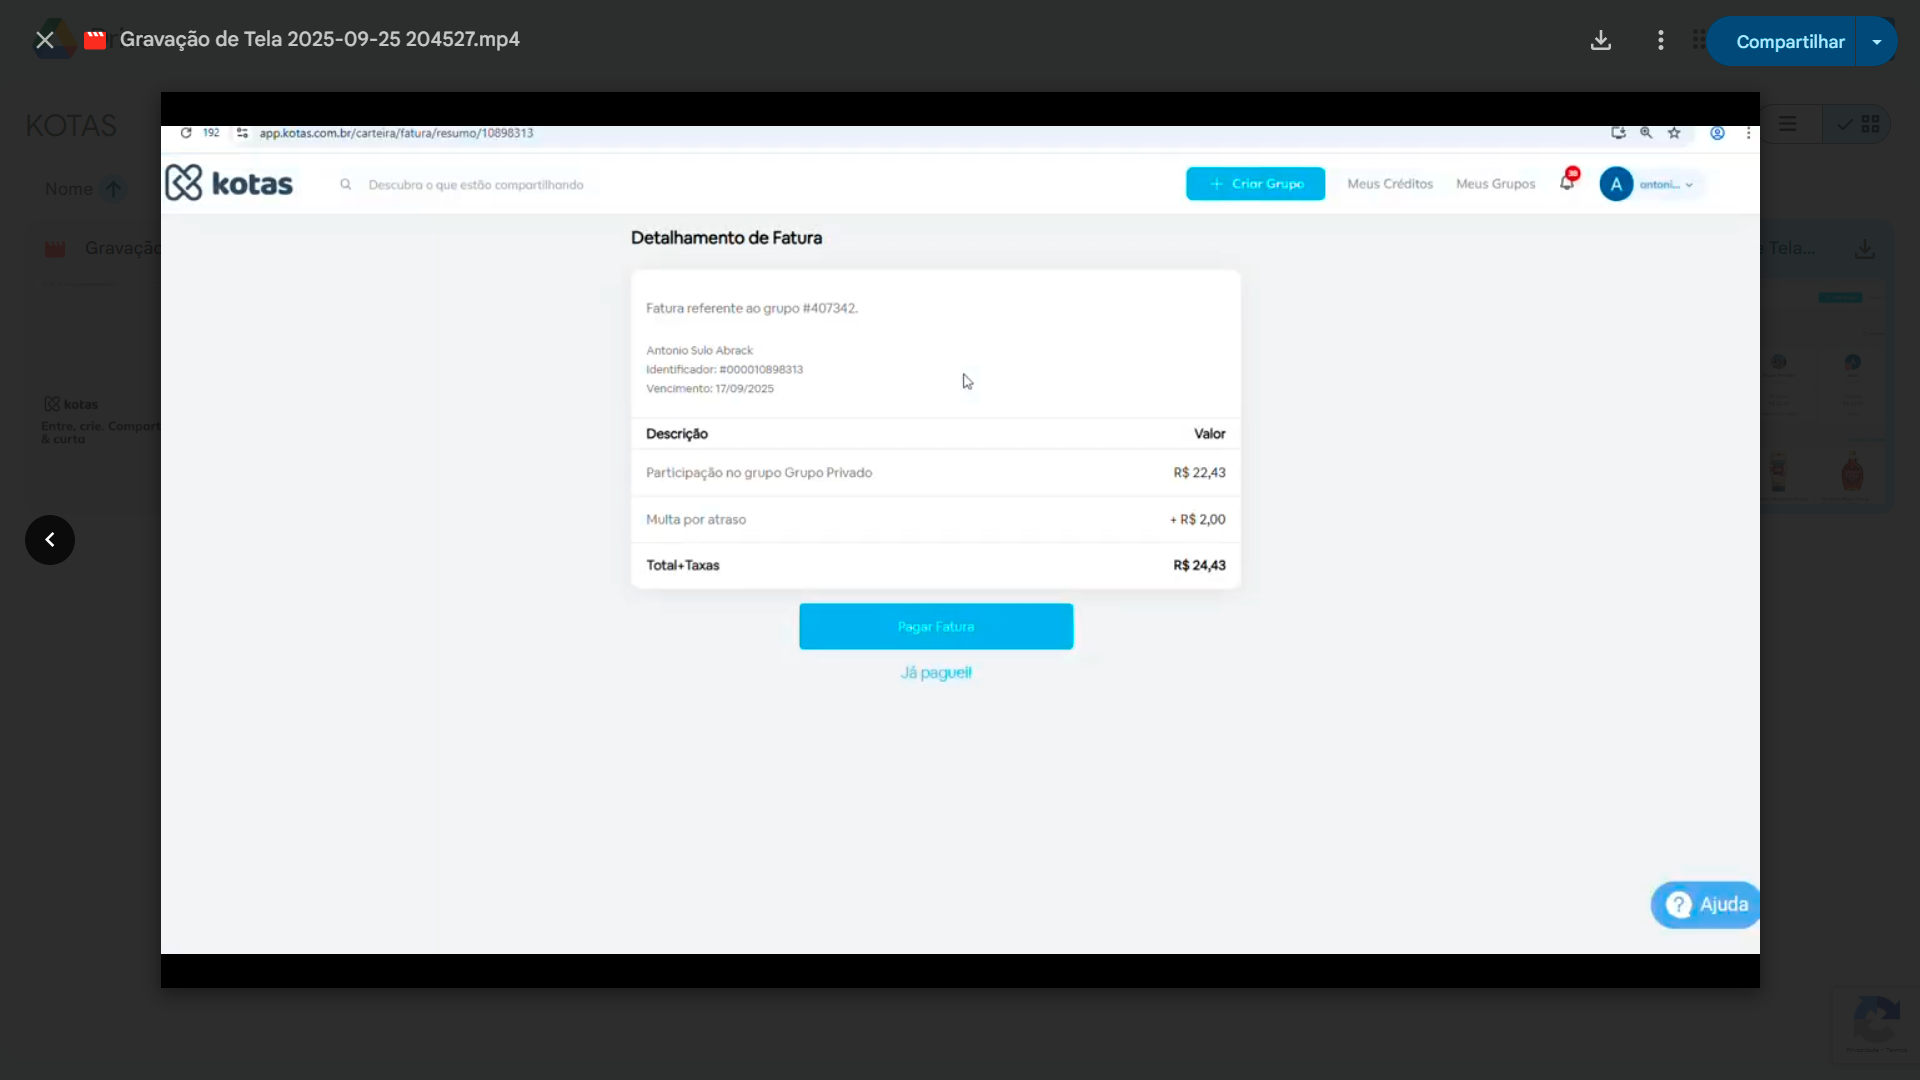 Gravação de Tela 2025-09-25 204527.mp4
Compartilhar
KOTAS
Nome
Gravação
Tela...
kotas
Entre, crie. Compart
& curta
192
app.kotas.com.br/carteira/fatura/resumo/10898313
kotas
Descubra o que estão compartilhando
+ Criar Grupo
Meus Créditos
Meus Grupos
A
antoni...
Detalhamento de Fatura
Fatura referente ao grupo #407342.
Antonio Sulo Abrack
Identificador: #000010898313
Vencimento: 17/09/2025
Descrição
Valor
Participação no grupo Grupo Privado
R$ 22,43
Multa por atraso
+ R$ 2,00
Total+Taxas
R$ 24,43
Pagar Fatura
Já paguei!
? Ajuda